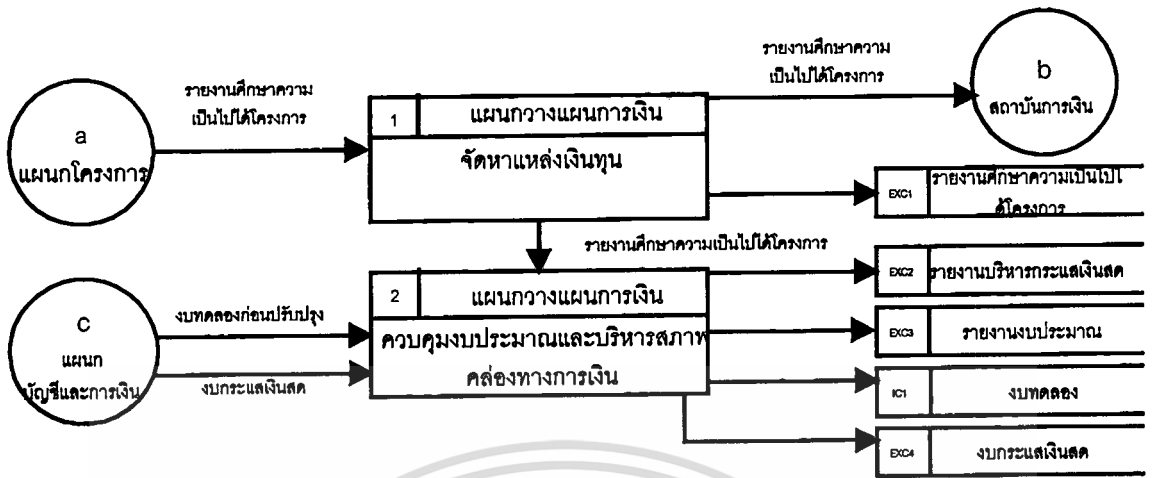 รายงานศึกษาความ
เป็นไปได้โครงการ
a
แผนกโครงการ
1
แผนกวางแผนการเงิน
จัดหาแหล่งเงินทุน
รายงานศึกษาความ
เป็นไปได้โครงการ
b
สถาบันการเงิน
EXC1
รายงานศึกษาความเป็นไปไ
ด้โครงการ
รายงานศึกษาความเป็นไปได้โครงการ
c
แผนก
บัญชีและการเงิน
งบทดลองก่อนปรับปรุง
งบกระแสเงินสด
2
แผนกวางแผนการเงิน
ควบคุมงบประมาณและบริหารสภาพ
คล่องทางการเงิน
EXC2
รายงานบริหารกระแสเงินสด
EXC3
รายงานงบประมาณ
IC1
งบทดลอง
EXC4
งบกระแสเงินสด